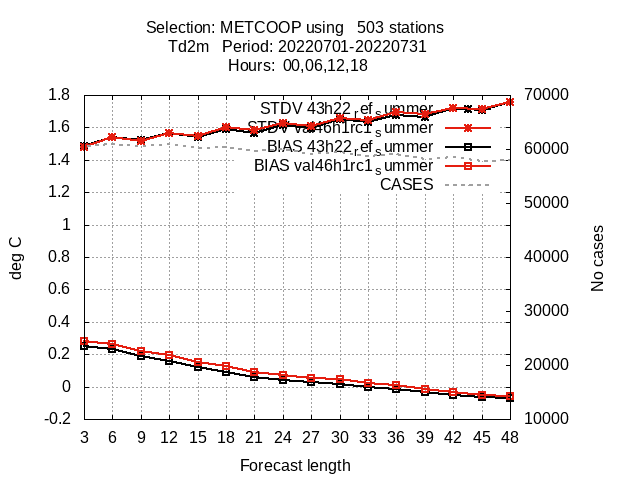 Selection: METCOOP using 503 stations
Td2m Period: 20220701-20220731
Hours: 00,06,12,18
1.8
1.6
1.4
1.2
1
0.8
0.6
0.4
0.2
0
-0.2
deg C
STDV 43h22_ref_summer
STDV val46h1rc1_summer
BIAS 43h22_ref_summer
BIAS val46h1rc1_summer
CASES
70000
60000
50000
40000
30000
20000
10000
No cases
3 6 9 12 15 18 21 24 27 30 33 36 39 42 45 48
Forecast length